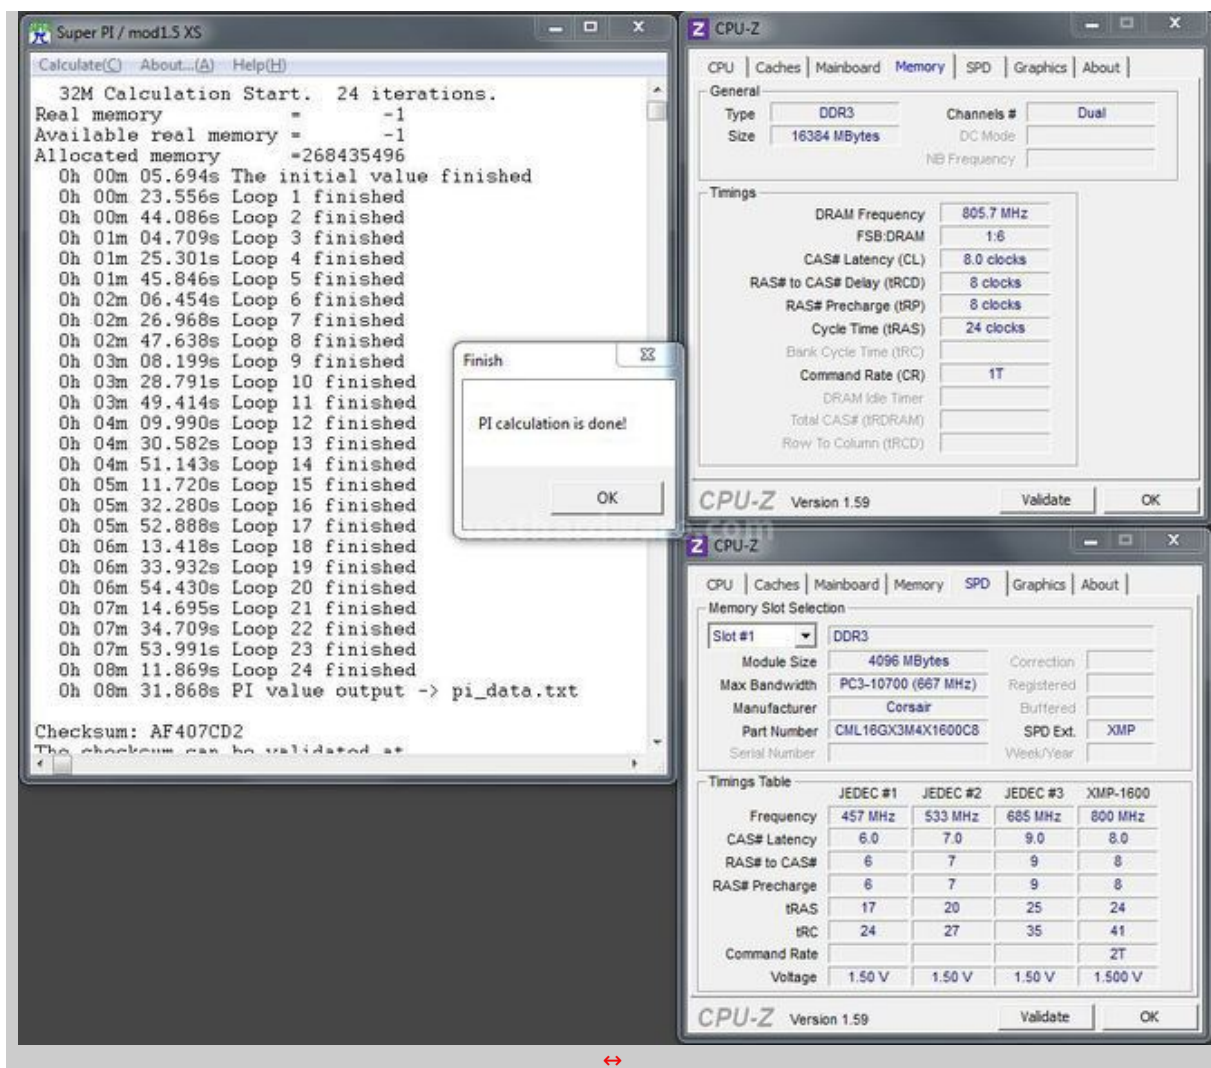 Super PI / mod1.5 XS
Calculate(C) About...(A) Help(H)
32M Calculation Start. 24 iterations.
Real memory = -1
Available real memory = -1
Allocated memory =268435496
0h 00m 05.694s The initial value finished
0h 00m 23.556s Loop 1 finished
0h 00m 44.086s Loop 2 finished
0h 01m 04.709s Loop 3 finished
0h 01m 25.301s Loop 4 finished
0h 01m 45.846s Loop 5 finished
0h 02m 06.454s Loop 6 finished
0h 02m 26.968s Loop 7 finished
0h 02m 47.638s Loop 8 finished
0h 03m 08.199s Loop 9 finished
0h 03m 28.791s Loop 10 finished
0h 03m 49.414s Loop 11 finished
0h 04m 09.990s Loop 12 finished
0h 04m 30.582s Loop 13 finished
0h 04m 51.143s Loop 14 finished
0h 05m 11.720s Loop 15 finished
0h 05m 32.280s Loop 16 finished
0h 05m 52.888s Loop 17 finished
0h 06m 13.418s Loop 18 finished
0h 06m 33.932s Loop 19 finished
0h 06m 54.430s Loop 20 finished
0h 07m 14.695s Loop 21 finished
0h 07m 34.709s Loop 22 finished
0h 07m 53.991s Loop 23 finished
0h 08m 11.869s Loop 24 finished
0h 08m 31.868s PI value output -> pi_data.txt
Checksum: AF407CD2
The checksum can be validated at
Finish
PI calculation is done!
OK
CPU-Z
CPU Caches Mainboard Memory SPD Graphics About
General
Type DDR3 Channels # Dual
Size 16384 MBytes DC Mode
NB Frequency
Timings
DRAM Frequency 805.7 MHz
FSB:DRAM 1:6
CAS# Latency (CL) 8.0 clocks
RAS# to CAS# Delay (tRCD) 8 clocks
RAS# Precharge (tRP) 8 clocks
Cycle Time (tRAS) 24 clocks
Bank Cycle Time (tRC)
Command Rate (CR) 1T
DRAM Idle Timer
Total CAS# (tRDRAM)
Row To Column (tRCD)
CPU-Z Version 1.59 Validate OK
CPU-Z
CPU Caches Mainboard Memory SPD Graphics About
Memory Slot Selection
Slot #1 DDR3
Module Size 4096 MBytes Correction
Max Bandwidth PC3-10700 (667 MHz) Registered
Manufacturer Corsair Buffered
Part Number CML16GX3M4X1600C8 SPD Ext. XMP
Serial Number Week/Year
Timings Table
JEDEC #1 JEDEC #2 JEDEC #3 XMP-1600
Frequency 457 MHz 533 MHz 685 MHz 800 MHz
CAS# Latency 6.0 7.0 9.0 8.0
RAS# to CAS# 6 7 9 8
RAS# Precharge 6 7 9 8
tRAS 17 20 25 24
tRC 24 27 35 41
Command Rate 2T
Voltage 1.50 V 1.50 V 1.50 V 1.500 V
CPU-Z Version 1.59 Validate OK